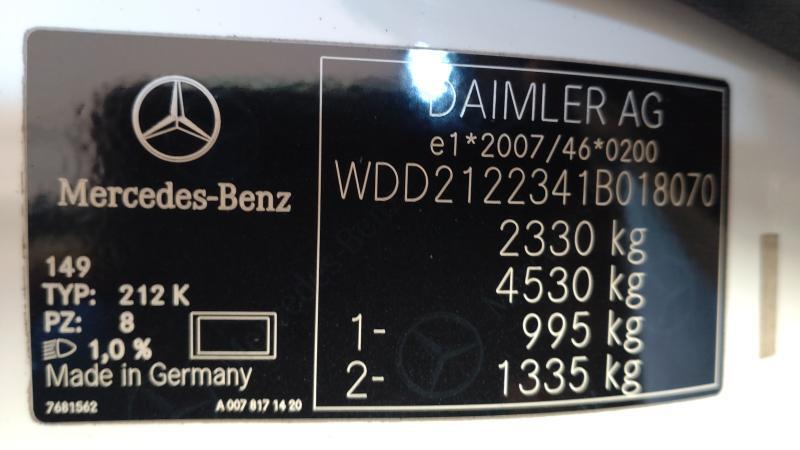 Mercedes-Benz
149
TYP: 212 K
PZ: 8
1,0 %
Made in Germany
7681562 A 007 817 14 20
DAIMLER AG
e1*2007/46*0200
WDD2122341B018070
2330 kg
4530 kg
1- 995 kg
2- 1335 kg